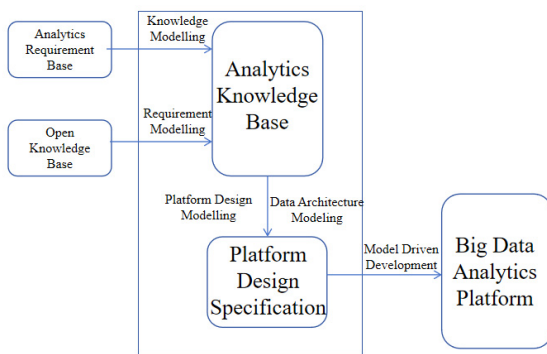 Analytics
Requirement
Base
Knowledge
Modelling
Analytics
Knowledge
Base
Open
Knowledge
Base
Requirement
Modelling
Platform Design
Modelling
Data Architecture
Modeling
Platform
Design
Specification
Model Driven
Development
Big Data
Analytics
Platform